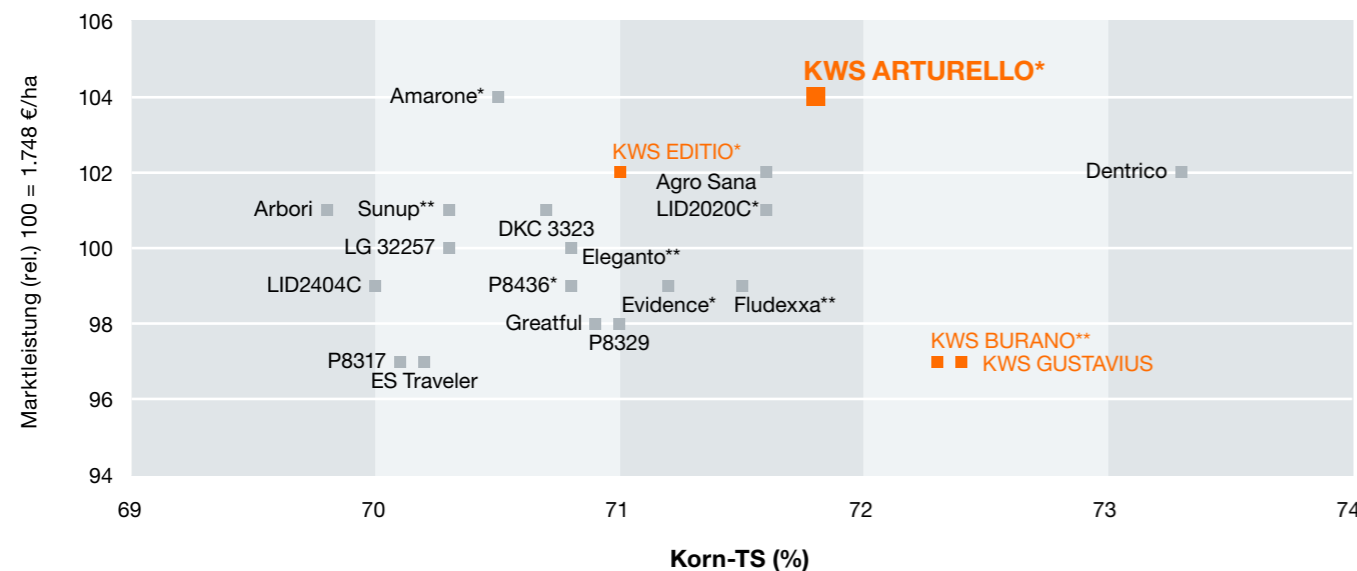 Marktleistung (rel.) 100 = 1.748 €/ha
106
104
102
100
98
96
94
KWS ARTURELLO*
Amarone*
KWS EDITIO*
Agro Sana
Dentrico
Arbori
Sunup**
DKC 3323
LID2020C*
LG 32257
Eleganto**
LID2404C
P8436*
Evidence*
Fludexxa**
Greatful
P8329
KWS BURANO**
KWS GUSTAVIUS
P8317
ES Traveler
69
70
71
72
73
74
Korn-TS (%)